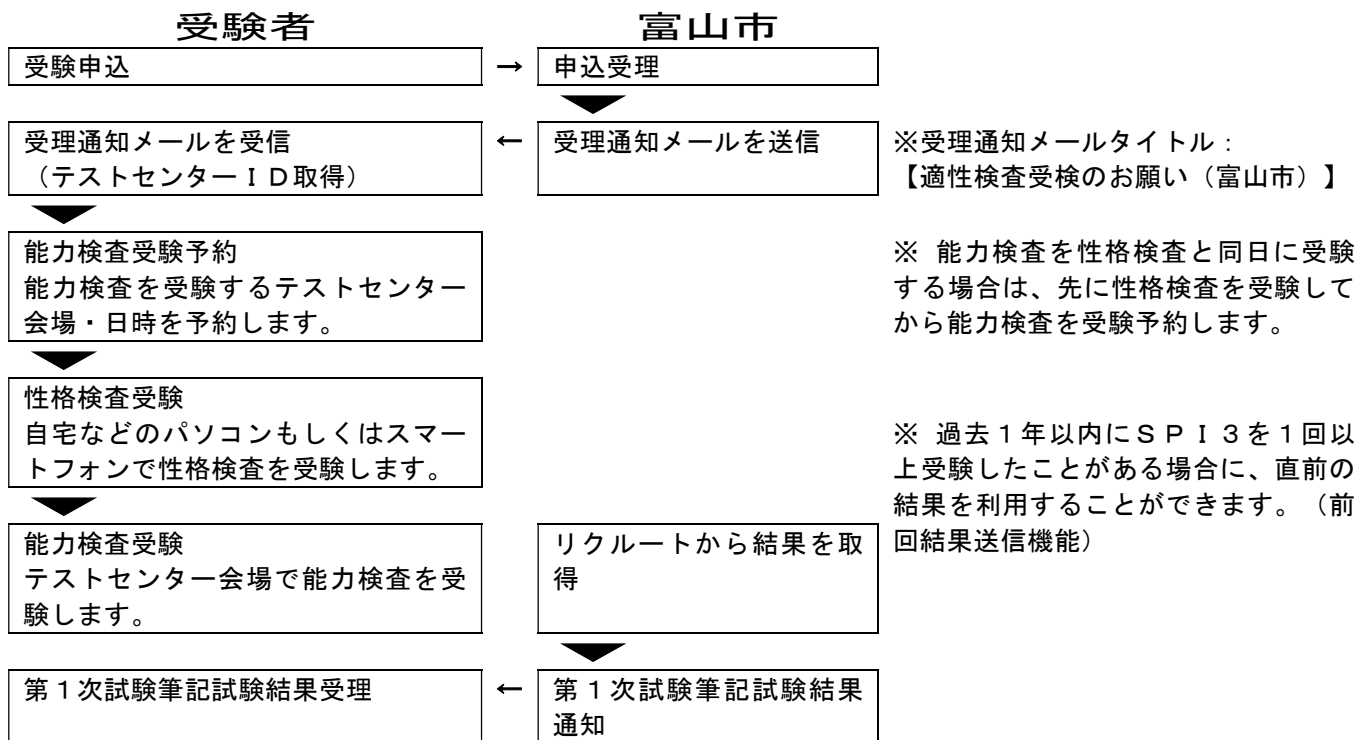 受験者 富山市
受験申込 → 申込受理
受理通知メールを受信 ← 受理通知メールを送信 ※受理通知メールタイトル：
（テストセンターＩＤ取得） 【適性検査受検のお願い（富山市）】
能力検査受験予約 ※ 能力検査を性格検査と同日に受験
能力検査を受験するテストセンター する場合は、先に性格検査を受験して
会場・日時を予約します。 から能力検査を受験予約します。
性格検査受験
自宅などのパソコンもしくはスマー ※ 過去１年以内にＳＰＩ３を１回以
トフォンで性格検査を受験します。 上受験したことがある場合に、直前の
結果を利用することができます。（前
能力検査受験 リクルートから結果を取 回結果送信機能）
テストセンター会場で能力検査を受 得
験します。
第１次試験筆記試験結果受理 ← 第１次試験筆記試験結果
通知